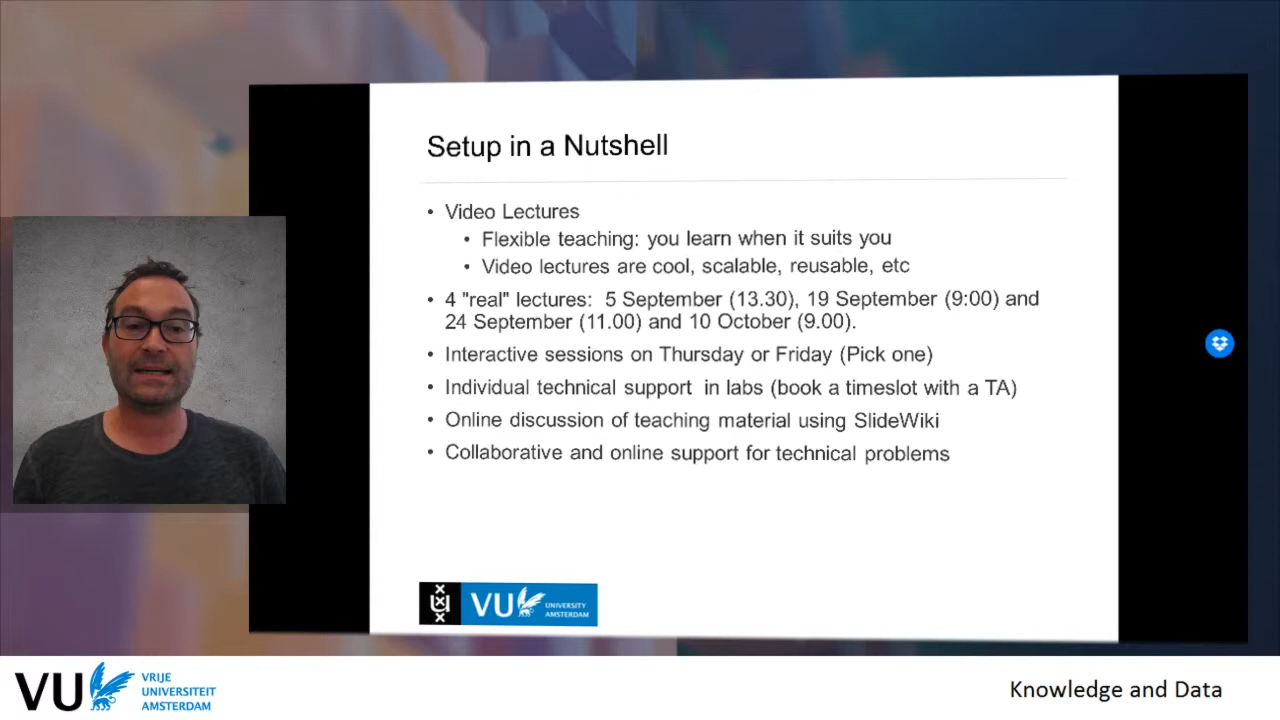 Setup in a Nutshell
• Video Lectures
• Flexible teaching: you learn when it suits you
• Video lectures are cool, scalable, reusable, etc
• 4 "real" lectures: 5 September (13.30), 19 September (9:00) and
24 September (11.00) and 10 October (9.00).
• Interactive sessions on Thursday or Friday (Pick one)
• Individual technical support in labs (book a timeslot with a TA)
• Online discussion of teaching material using SlideWiki
• Collaborative and online support for technical problems
VU UNIVERSITY
AMSTERDAM
VU VRIJE
UNIVERSITEIT
AMSTERDAM
Knowledge and Data